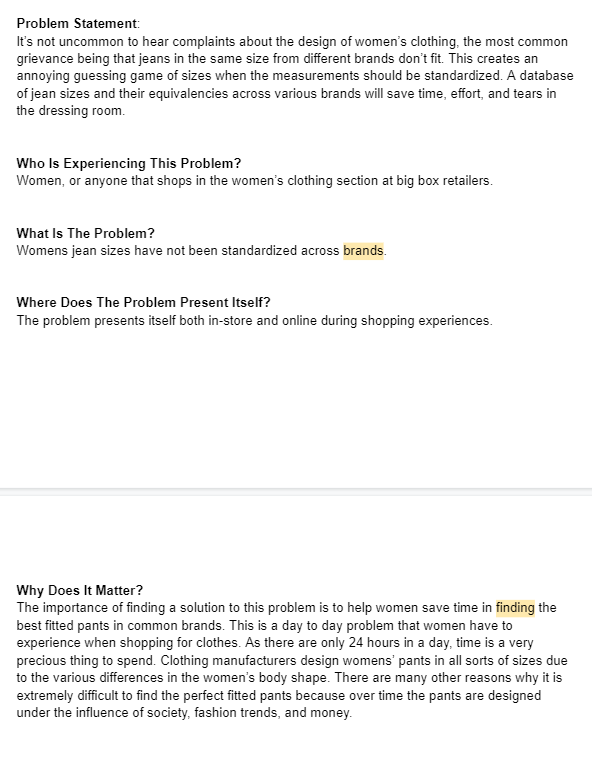 Problem Statement:
It's not uncommon to hear complaints about the design of women's clothing, the most common
grievance being that jeans in the same size from different brands don't fit. This creates an
annoying guessing game of sizes when the measurements should be standardized. A database
of jean sizes and their equivalencies across various brands will save time, effort, and tears in
the dressing room.
Who Is Experiencing This Problem?
Women, or anyone that shops in the women's clothing section at big box retailers.
What Is The Problem?
Womens jean sizes have not been standardized across brands.
Where Does The Problem Present Itself?
The problem presents itself both in-store and online during shopping experiences.
Why Does It Matter?
The importance of finding a solution to this problem is to help women save time in finding the
best fitted pants in common brands. This is a day to day problem that women have to
experience when shopping for clothes. As there are only 24 hours in a day, time is a very
precious thing to spend. Clothing manufacturers design womens' pants in all sorts of sizes due
to the various differences in the women's body shape. There are many other reasons why it is
extremely difficult to find the perfect fitted pants because over time the pants are designed
under the influence of society, fashion trends, and money.